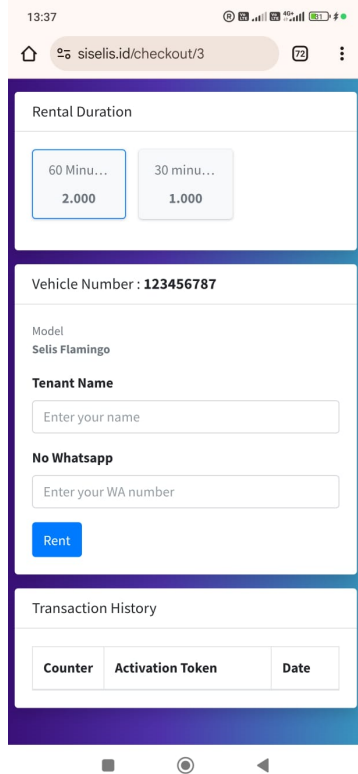 13:37
4G+
siselis.id/checkout/3
72
Rental Duration
60 Minu...
2.000
30 minu...
1.000
Vehicle Number : 123456787
Model
Selis Flamingo
Tenant Name
Enter your name
No Whatsapp
Enter your WA number
Rent
Transaction History
Counter Activation Token Date